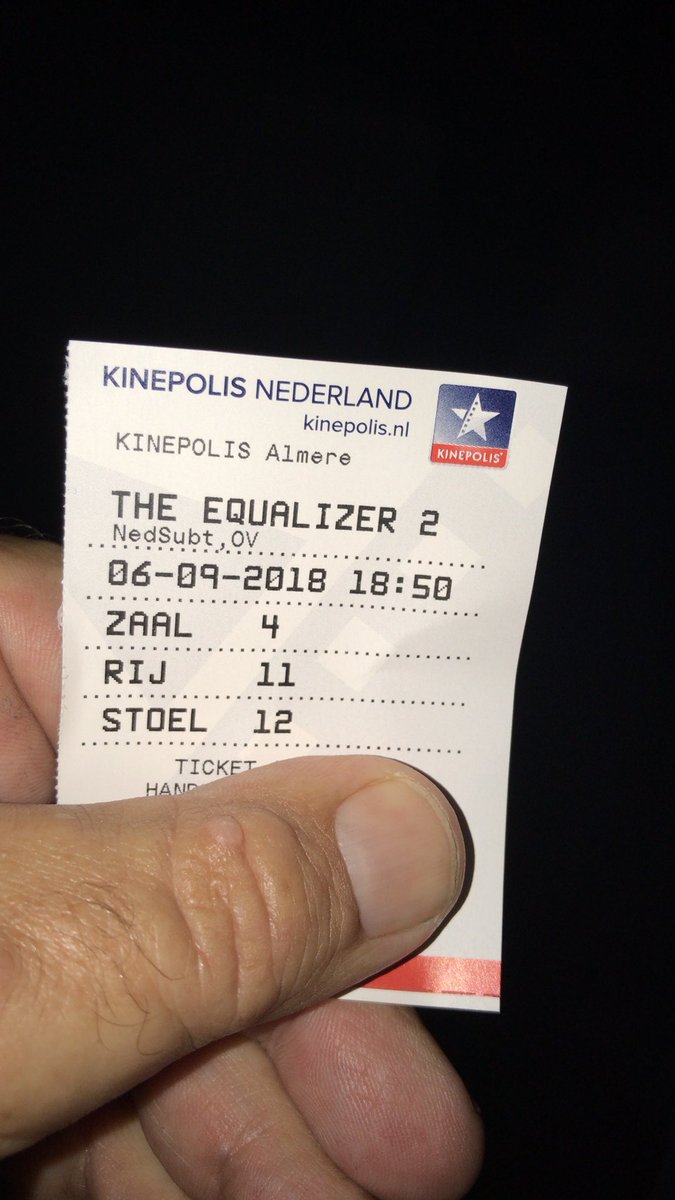 KINEPOLIS NEDERLAND
kinepolis.nl
KINEPOLIS
KINEPOLIS Almere
THE EQUALIZER 2
NedSubt,OV
06-09-2018 18:50
ZAAL 4
RIJ 11
STOEL 12
TICKET